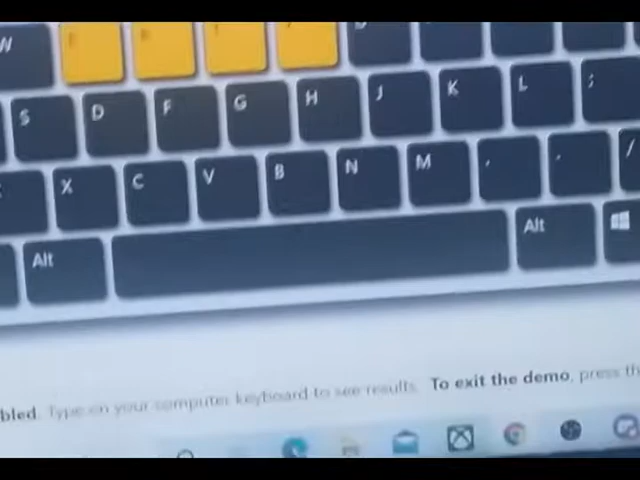 W E R T Y
S D F G H J K L ;
X C V B N M , . /
Alt Alt
bled. Type on your computer keyboard to see results. To exit the demo, press th